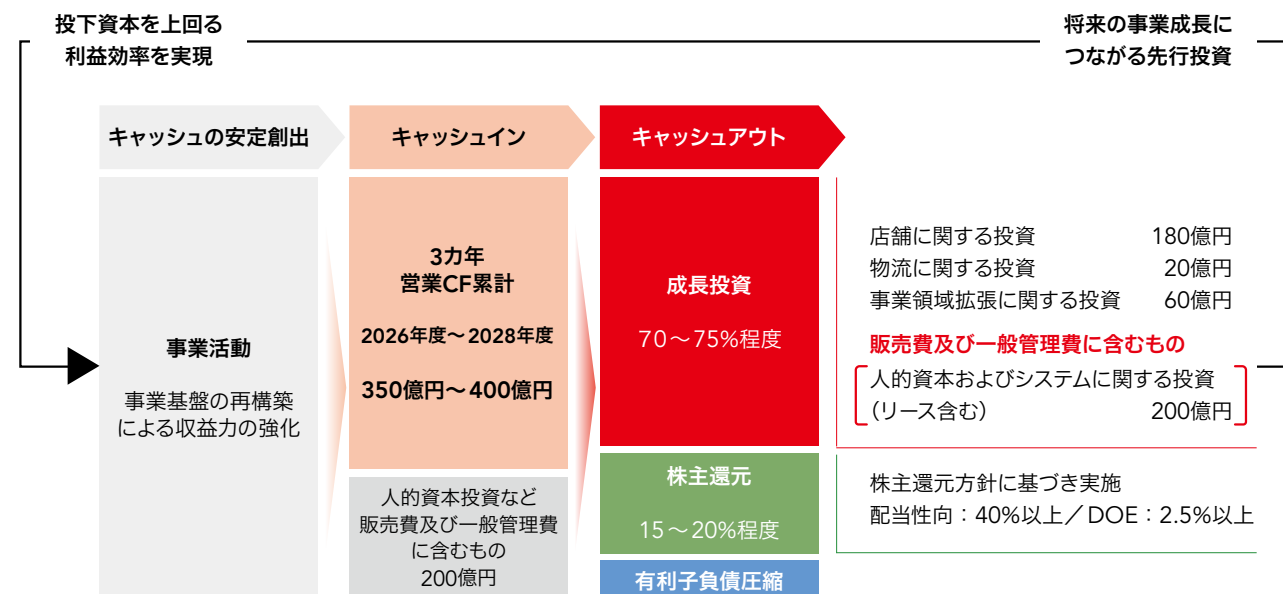 投下資本を上回る
利益効率を実現
将来の事業成長に
つながる先行投資
キャッシュの安定創出
キャッシュイン
キャッシュアウト
事業活動
事業基盤の再構築
による収益力の強化
3カ年
営業CF累計
2026年度～2028年度
350億円～400億円
人的資本投資など
販売費及び一般管理費
に含むもの
200億円
成長投資
70～75%程度
株主還元
15～20%程度
有利子負債圧縮
店舗に関する投資 180億円
物流に関する投資 20億円
事業領域拡張に関する投資 60億円
販売費及び一般管理費に含むもの
人的資本およびシステムに関する投資
（リース含む） 200億円
株主還元方針に基づき実施
配当性向：40%以上／DOE：2.5%以上